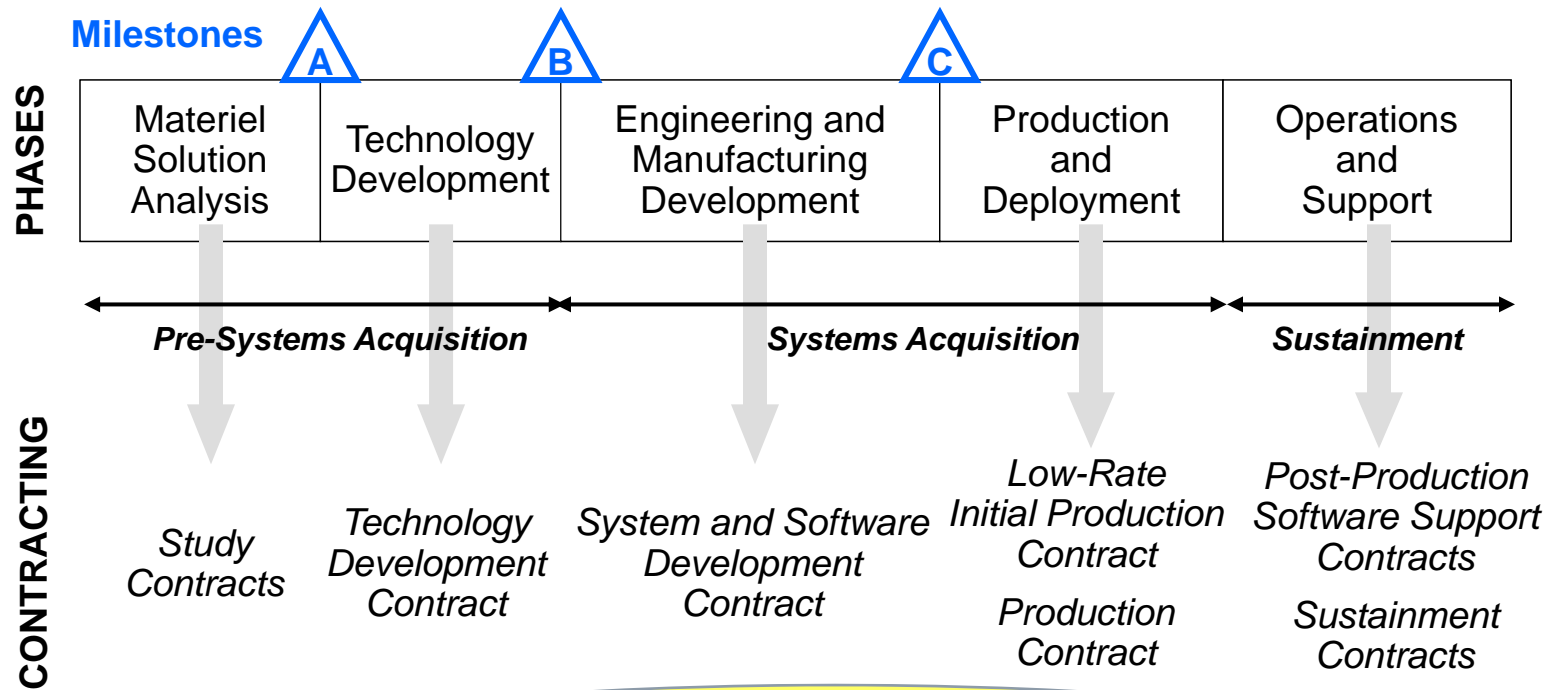 Milestones
A
B
C
PHASES
Materiel
Solution
Analysis
Technology
Development
Engineering and
Manufacturing
Development
Production
and
Deployment
Operations
and
Support
Pre-Systems Acquisition
Systems Acquisition
Sustainment
CONTRACTING
Study
Contracts
Technology
Development
Contract
System and Software
Development
Contract
Low-Rate
Initial Production
Contract
Production
Contract
Post-Production
Software Support
Contracts
Sustainment
Contracts